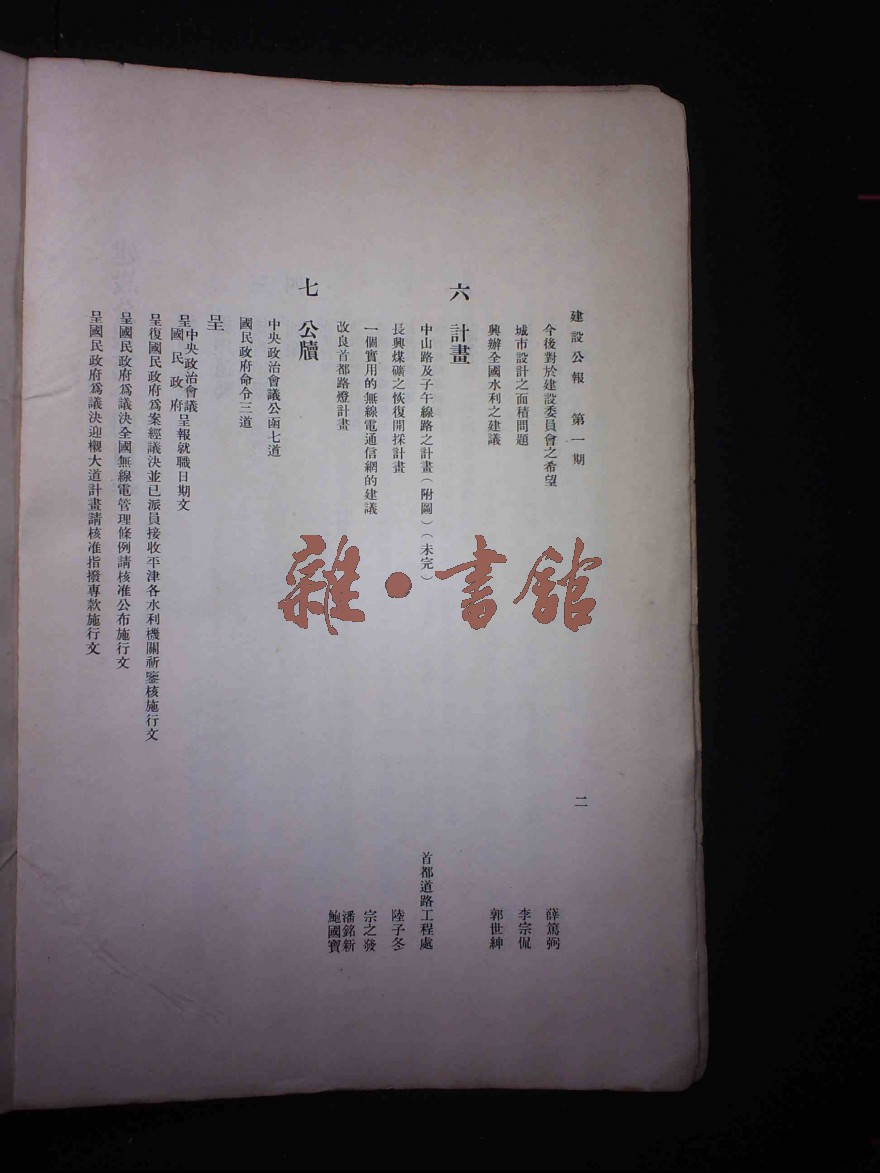 建設公報　第一期
二
今後對於建設委員會之希望　薛篤弼
城市設計之面積問題　李宗侃
興辦全國水利之建議　郭世紳
六　計畫
中山路及子午線路之計畫（附圖）（未完）　首都道路工程處
長興煤礦之恢復開採計畫　陸子冬
一個實用的無線電通信網的建議　宗之發
改良首都路燈計畫　潘銘新　鮑國寶
七　公牘
中央政治會議公函七道
國民政府命令三道
呈
呈中央政治會議國民政府呈報就職日期文
呈復國民政府爲案經議決並已派員接收平津各水利機關祈鑒核施行文
呈國民政府爲議決全國無線電管理條例請核准公布施行文
呈國民政府爲議決迎櫬大道計畫請核准指撥專款施行文
雜·書館